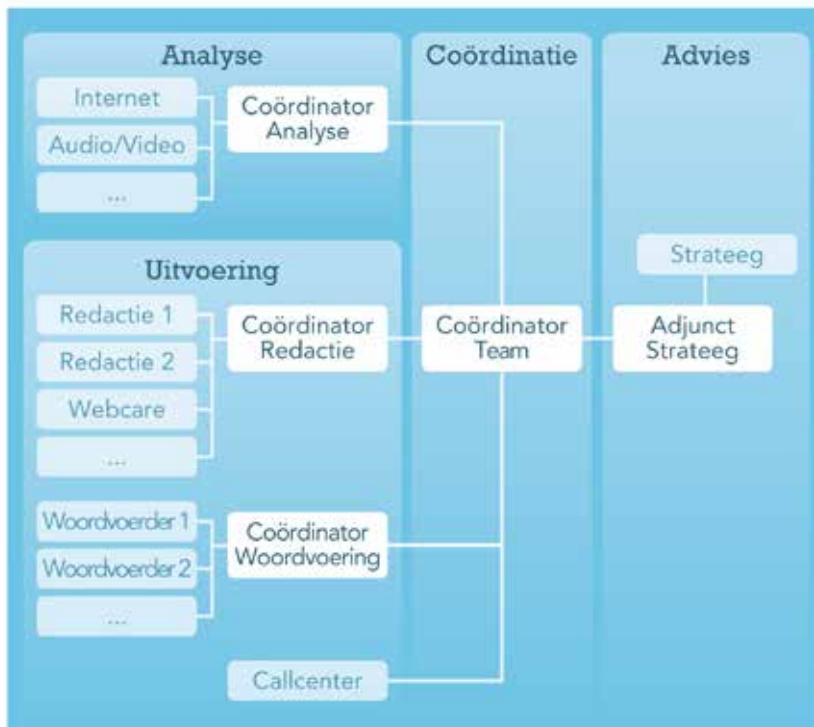 Analyse
Internet
Audio/Video
...
Coördinator
Analyse
Uitvoering
Redactie 1
Redactie 2
Webcare
...
Coördinator
Redactie
Woordvoerder 1
Woordvoerder 2
...
Coördinator
Woordvoering
Callcenter
Coördinatie
Coördinator
Team
Advies
Strateeg
Adjunct
Strateeg